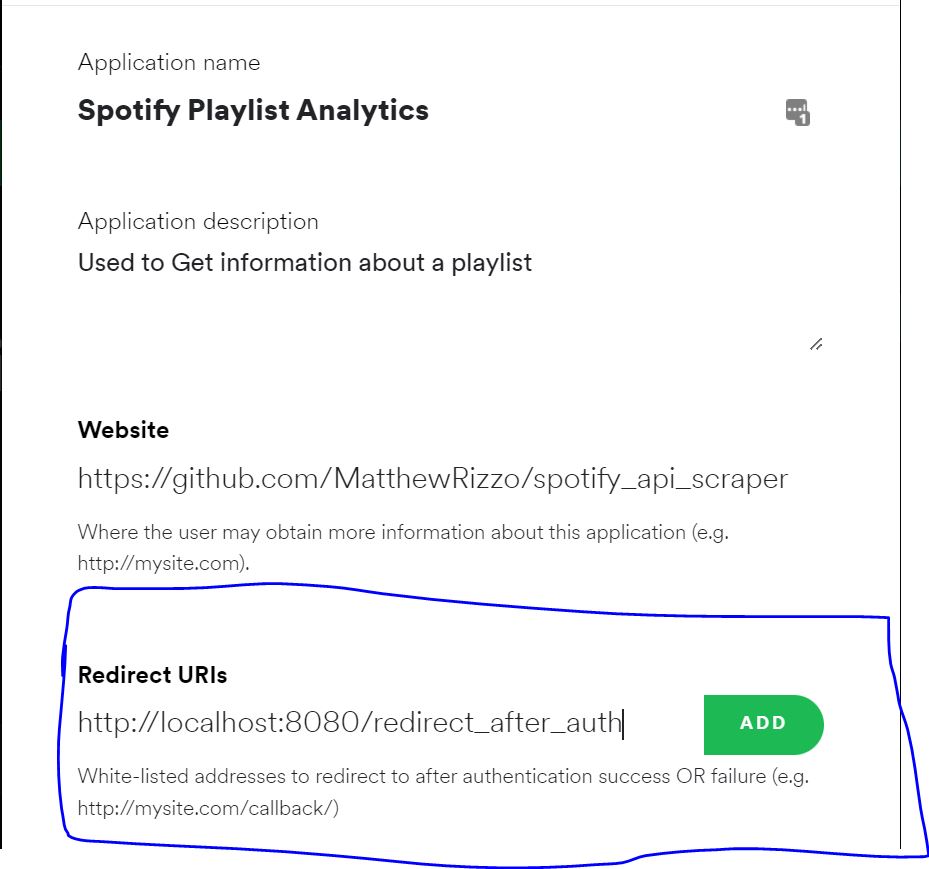 Application name
Spotify Playlist Analytics
Application description
Used to Get information about a playlist
Website
https://github.com/MatthewRizzo/spotify_api_scraper
Where the user may obtain more information about this application (e.g.
http://mysite.com).
Redirect URIs
http://localhost:8080/redirect_after_auth
ADD
White-listed addresses to redirect to after authentication success OR failure (e.g.
http://mysite.com/callback/)